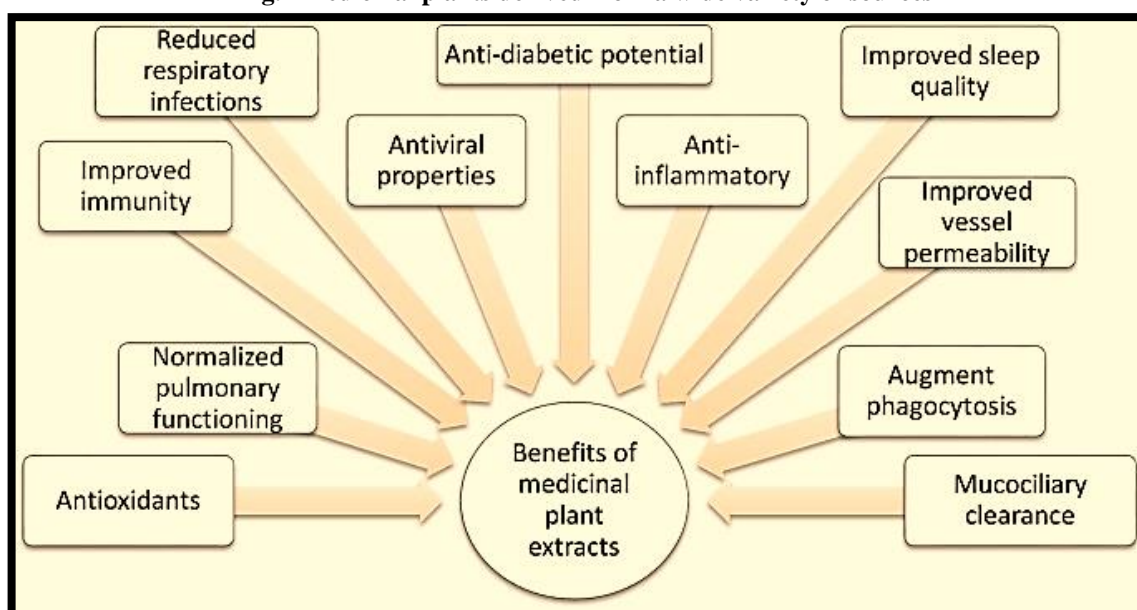 Reduced
respiratory
infections
Anti-diabetic potential
Improved sleep
quality
Antiviral
properties
Anti-
inflammatory
Improved
immunity
Improved
vessel
permeability
Normalized
pulmonary
functioning
Augment
phagocytosis
Antioxidants
Benefits of
medicinal
plant
extracts
Mucociliary
clearance